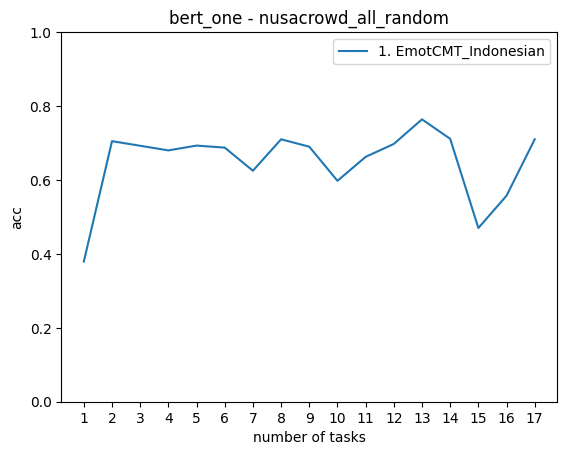 bert_one - nusacrowd_all_random
1. EmotCMT_Indonesian
1.0
0.8
0.6
0.4
0.2
0.0
acc
1 2 3 4 5 6 7 8 9 10 11 12 13 14 15 16 17
number of tasks